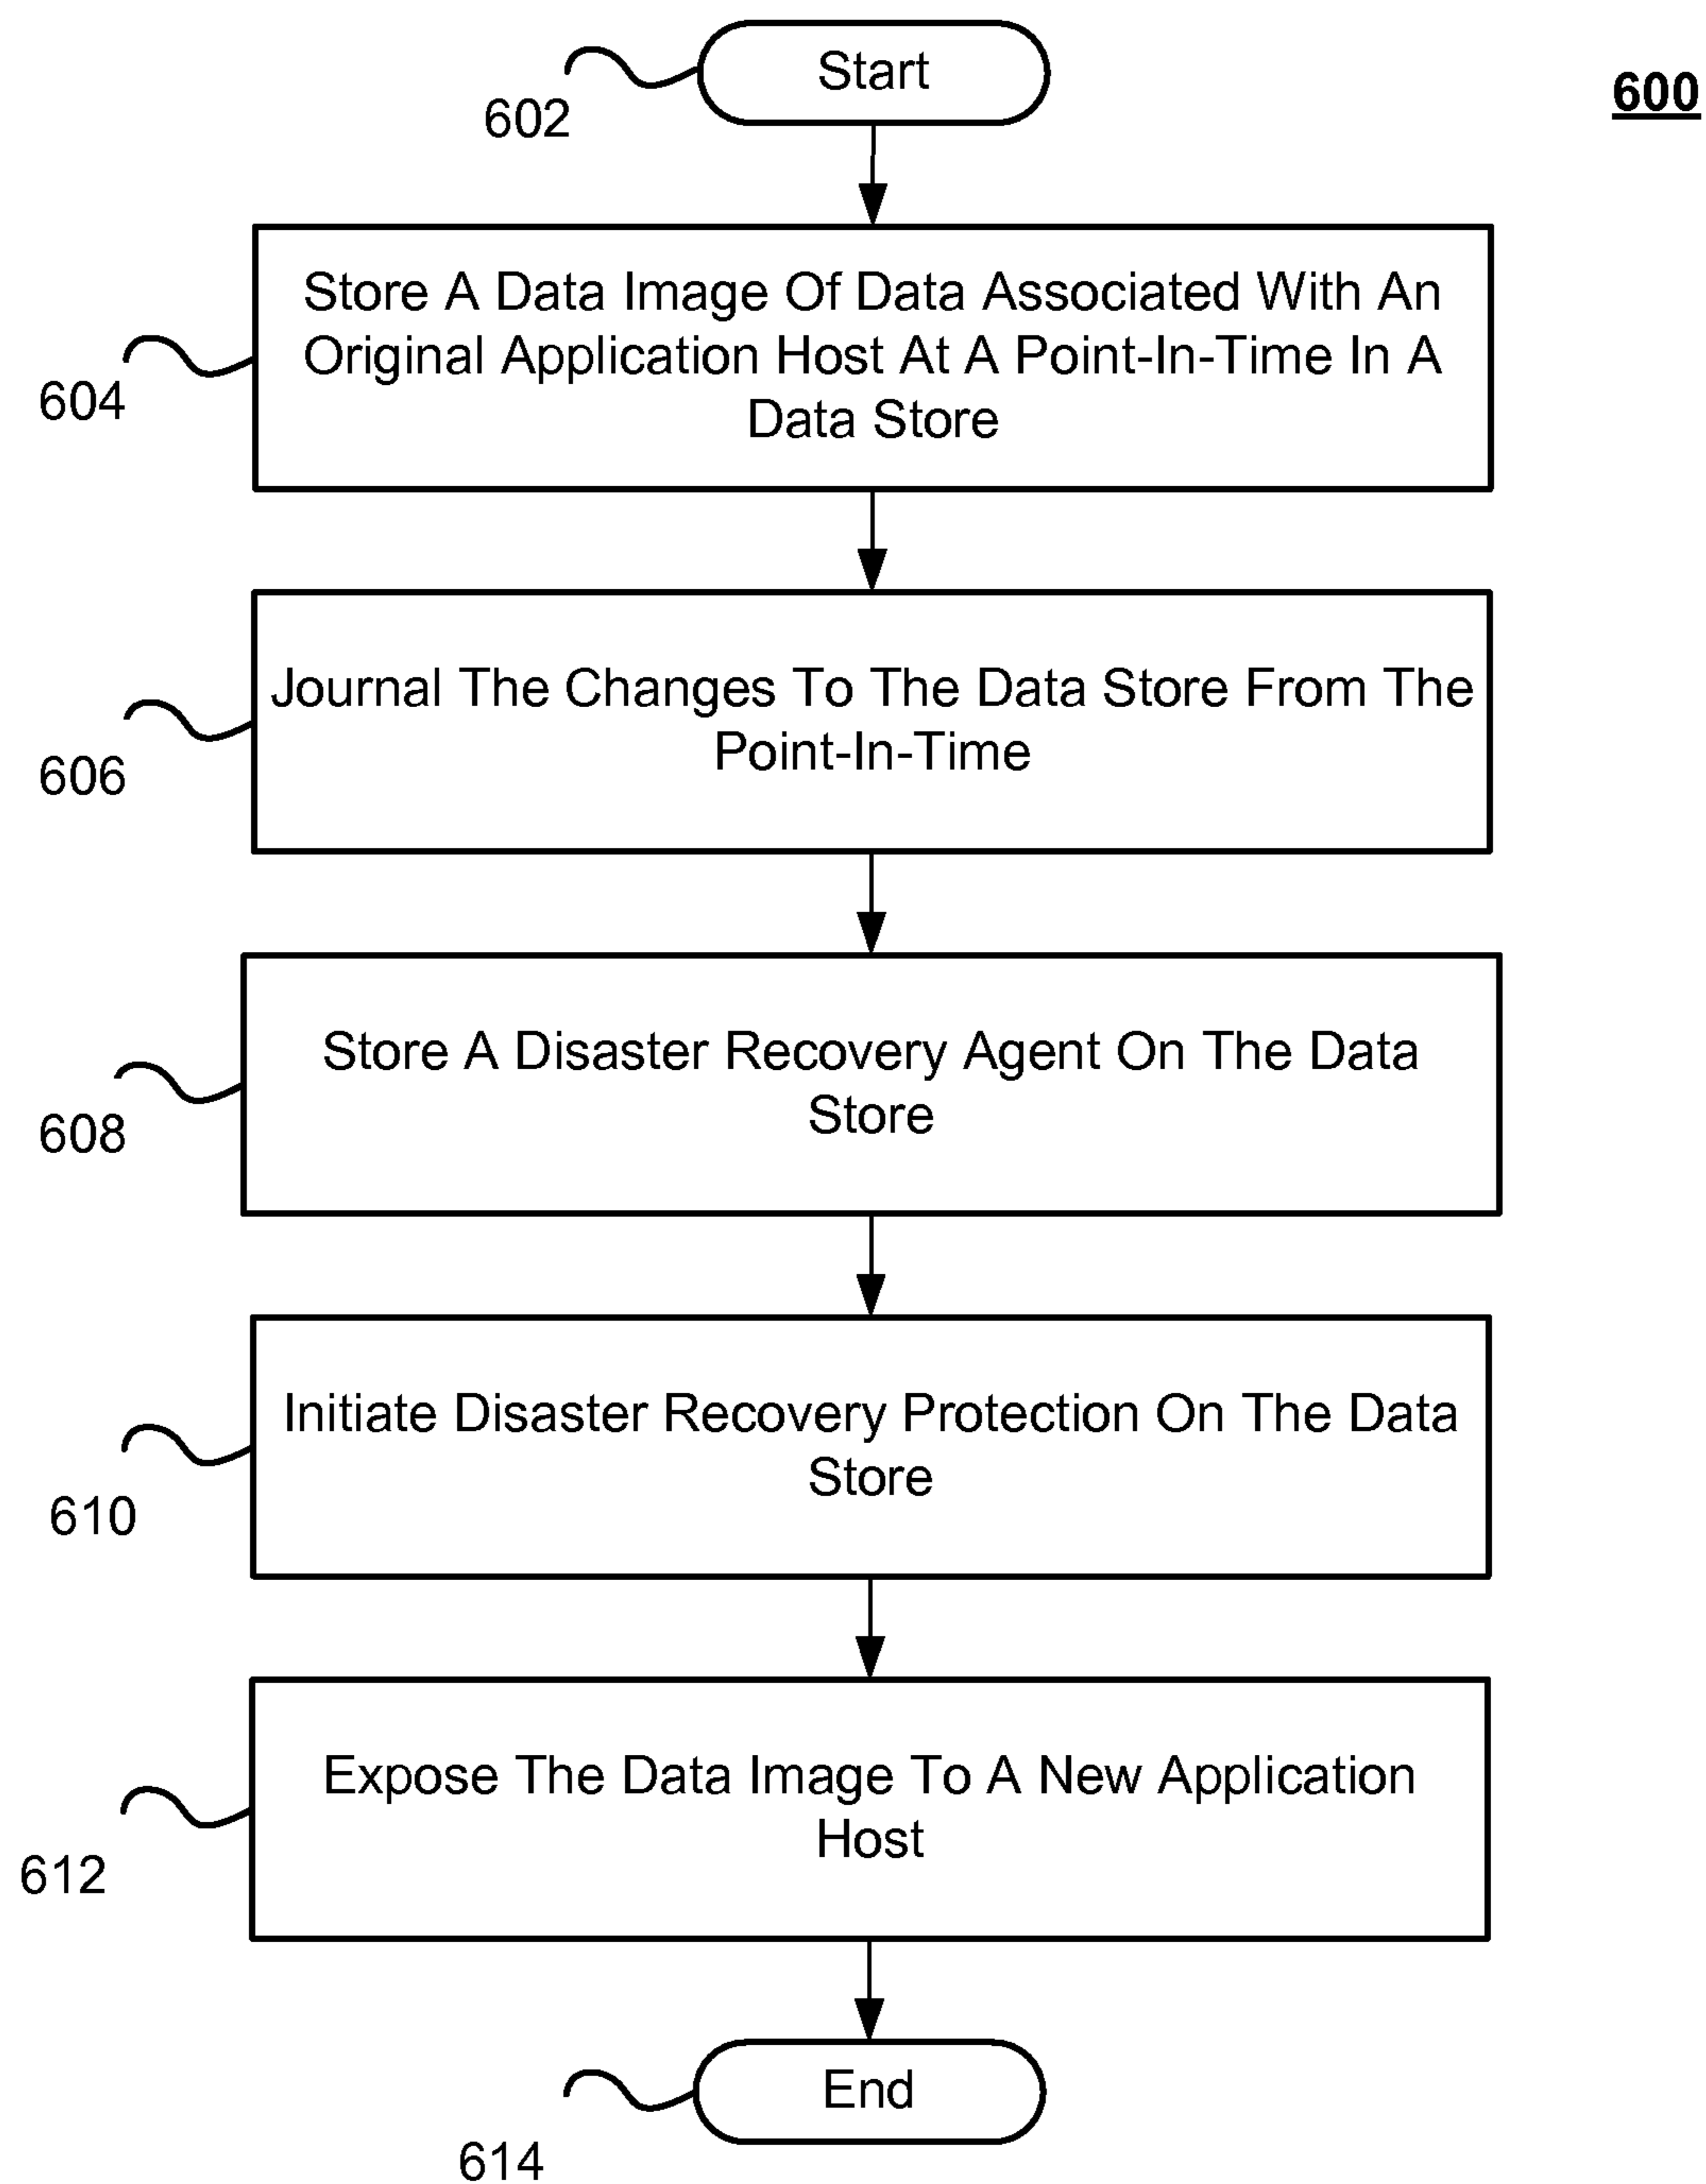 Start
602
600
Store A Data Image Of Data Associated With An
Original Application Host At A Point-In-Time In A
Data Store
604
Journal The Changes To The Data Store From The
Point-In-Time
606
Store A Disaster Recovery Agent On The Data
Store
608
Initiate Disaster Recovery Protection On The Data
Store
610
Expose The Data Image To A New Application
Host
612
End
614